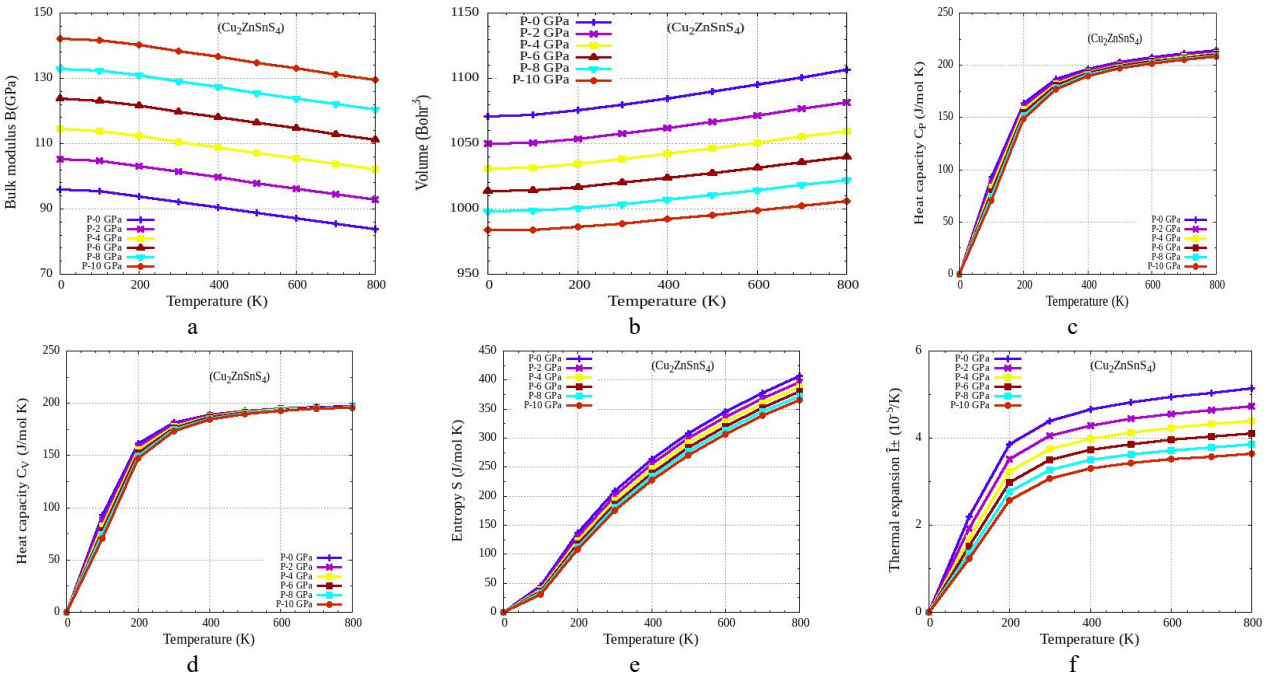 (Cu₂ZnSnS₄)
Bulk modulus B(GPa)
150
130
110
90
70
P-0 GPa
P-2 GPa
P-4 GPa
P-6 GPa
P-8 GPa
P-10 GPa
0 200 400 600 800
Temperature (K)
a
(Cu₂ZnSnS₄)
Volume (Bohr³)
1150
1100
1050
1000
950
P-0 GPa
P-2 GPa
P-4 GPa
P-6 GPa
P-8 GPa
P-10 GPa
0 200 400 600 800
Temperature (K)
b
(Cu₂ZnSnS₄)
Heat capacity Cₚ (J/mol K)
250
200
150
100
50
0
P-0 GPa
P-2 GPa
P-4 GPa
P-6 GPa
P-8 GPa
P-10 GPa
0 200 400 600 800
Temperature (K)
c
(Cu₂ZnSnS₄)
Heat capacity Cᵥ (J/mol K)
250
200
150
100
50
0
P-0 GPa
P-2 GPa
P-4 GPa
P-6 GPa
P-8 GPa
P-10 GPa
0 200 400 600 800
Temperature (K)
d
(Cu₂ZnSnS₄)
Entropy S (J/mol K)
450
400
350
300
250
200
150
100
50
0
P-0 GPa
P-2 GPa
P-4 GPa
P-6 GPa
P-8 GPa
P-10 GPa
0 200 400 600 800
Temperature (K)
e
(Cu₂ZnSnS₄)
Thermal expansion Î± (10⁻⁵/K)
6
4
2
0
P-0 GPa
P-2 GPa
P-4 GPa
P-6 GPa
P-8 GPa
P-10 GPa
0 200 400 600 800
Temperature (K)
f